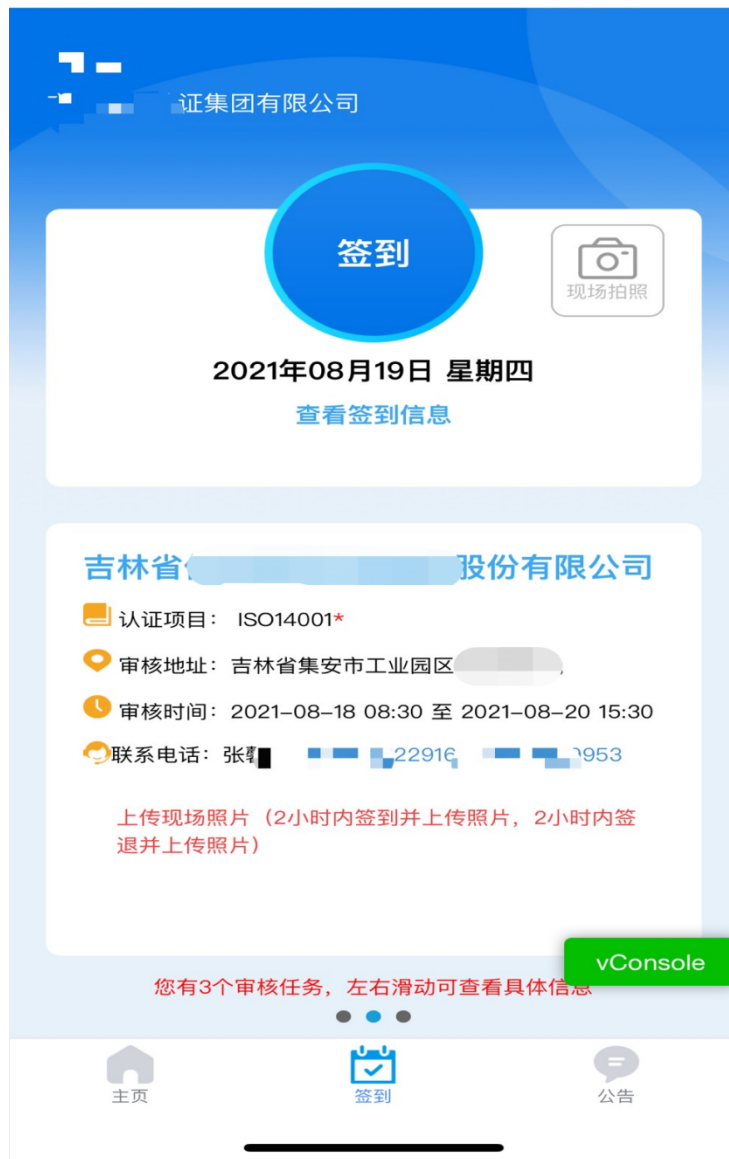 证集团有限公司
签到
现场拍照
2021年08月19日 星期四
查看签到信息
吉林省 股份有限公司
认证项目： ISO14001*
审核地址：吉林省集安市工业园区
审核时间：2021-08-18 08:30 至 2021-08-20 15:30
联系电话：张 22916 0953
上传现场照片（2小时内签到并上传照片，2小时内签
退并上传照片）
vConsole
您有3个审核任务，左右滑动可查看具体信息
主页
签到
公告